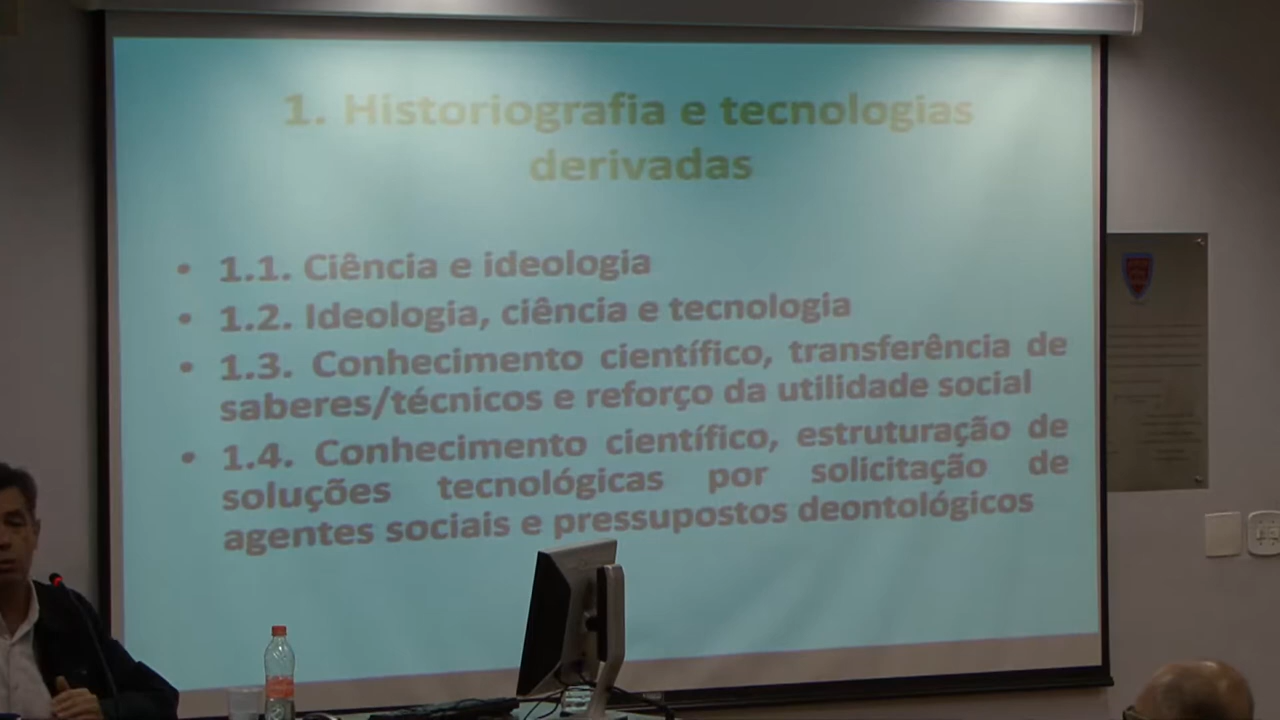 1. Historiografia e tecnologias
derivadas
• 1.1. Ciência e ideologia
• 1.2. Ideologia, ciência e tecnologia
• 1.3. Conhecimento científico, transferência de
saberes/técnicos e reforço da utilidade social
• 1.4. Conhecimento científico, estruturação de
soluções tecnológicas por solicitação de
agentes sociais e pressupostos deontológicos